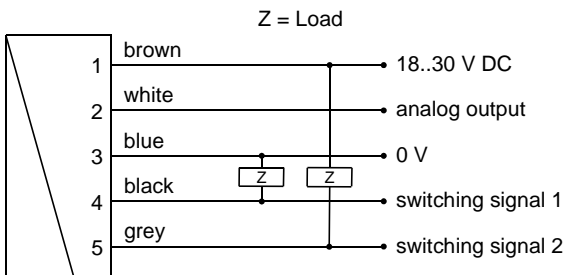 Z = Load
1 brown 18..30 V DC
2 white analog output
3 blue 0 V
Z Z
4 black switching signal 1
5 grey switching signal 2